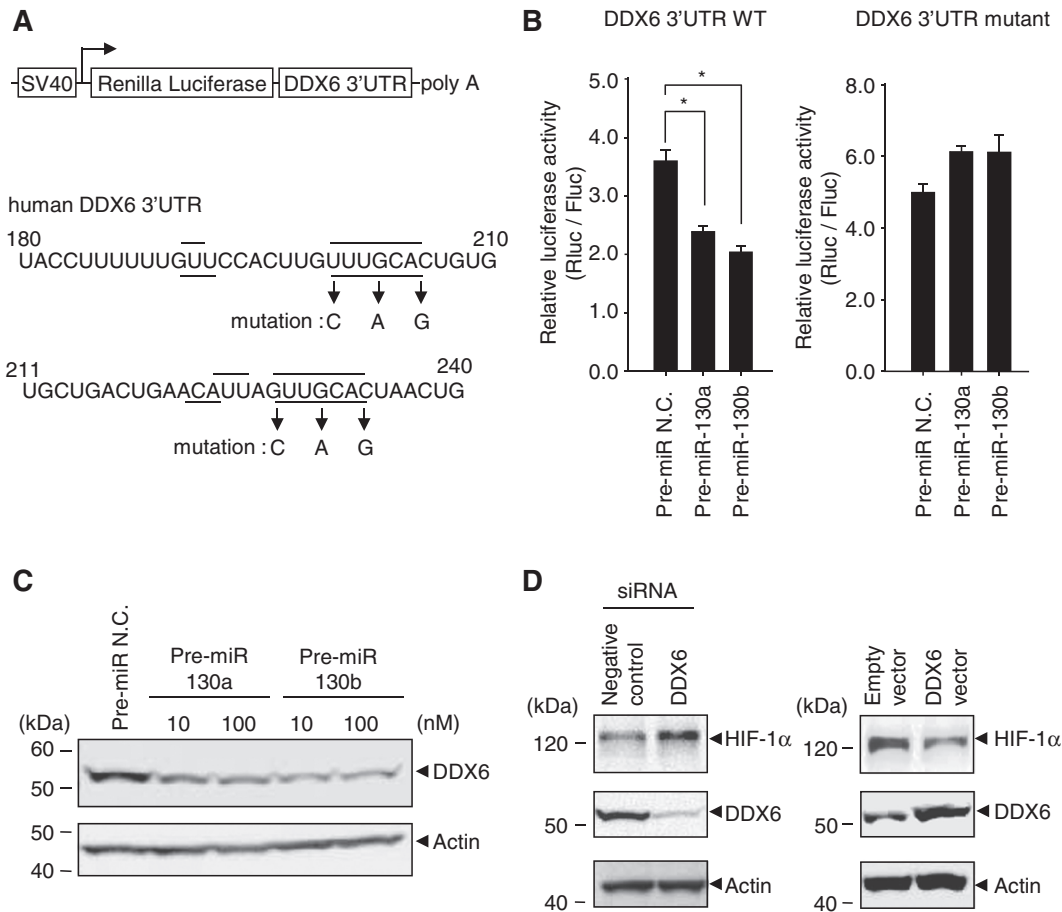 A
SV40 Renilla Luciferase DDX6 3'UTR poly A
human DDX6 3'UTR
180 210
UACCUUUUUUGUUCCACUUGUUUGCACUGUG
mutation : C A G
211 240
UGCUGACUGAACAUUAGUUGCACUAACUG
mutation : C A G
B
DDX6 3'UTR WT
Relative luciferase activity
(Rluc / Fluc)
5.0
4.0
3.0
2.0
1.0
0.0
*
*
Pre-miR N.C.
Pre-miR-130a
Pre-miR-130b
DDX6 3'UTR mutant
Relative luciferase activity
(Rluc / Fluc)
8.0
6.0
4.0
2.0
0.0
Pre-miR N.C.
Pre-miR-130a
Pre-miR-130b
C
Pre-miR N.C.
Pre-miR
130a
Pre-miR
130b
(kDa) 10 100 10 100 (nM)
60
50
DDX6
50
40
Actin
D
siRNA
Negative
control
DDX6
(kDa)
120
HIF-1α
50
DDX6
40
Actin
Empty
vector
DDX6
vector
(kDa)
120
HIF-1α
50
DDX6
40
Actin